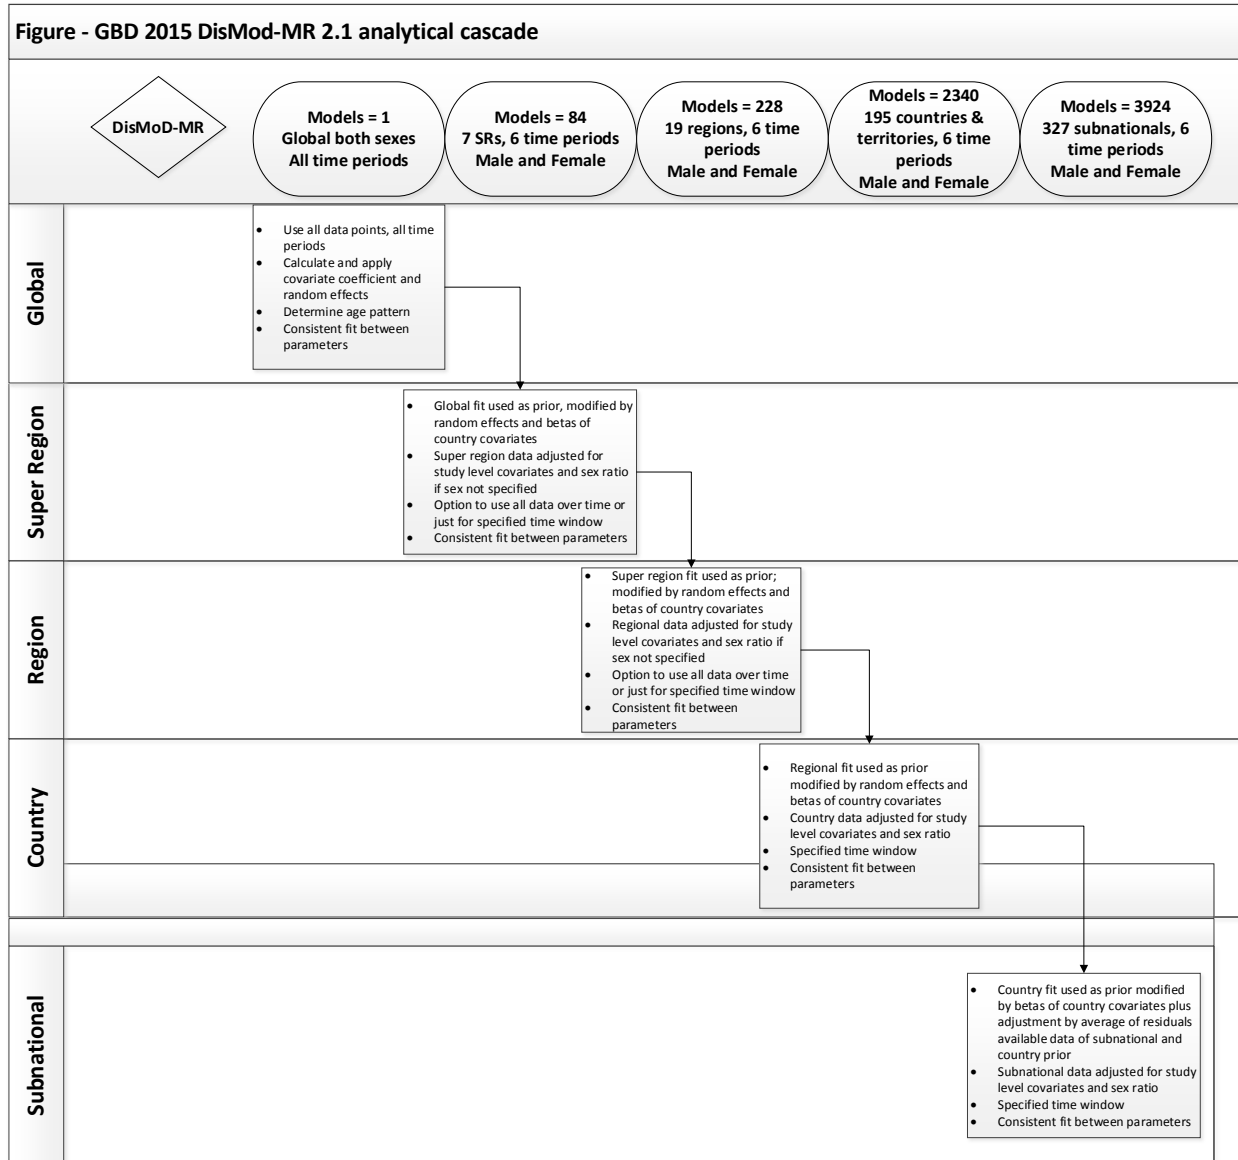 Figure - GBD 2015 DisMod-MR 2.1 analytical cascade
DisMoD-MR
Models = 1
Global both sexes
All time periods
Models = 84
7 SRs, 6 time periods
Male and Female
Models = 228
19 regions, 6 time
periods
Male and Female
Models = 2340
195 countries &
territories, 6 time
periods
Male and Female
Models = 3924
327 subnationals, 6
time periods
Male and Female
Global
• Use all data points, all time
periods
• Calculate and apply
covariate coefficient and
random effects
• Determine age pattern
• Consistent fit between
parameters
Super Region
• Global fit used as prior, modified by
random effects and betas of
country covariates
• Super region data adjusted for
study level covariates and sex ratio
if sex not specified
• Option to use all data over time or
just for specified time window
• Consistent fit between parameters
Region
• Super region fit used as prior;
modified by random effects and
betas of country covariates
• Regional data adjusted for study
level covariates and sex ratio if
sex not specified
• Option to use all data over time
or just for specified time window
• Consistent fit between
parameters
Country
• Regional fit used as prior
modified by random effects and
betas of country covariates
• Country data adjusted for study
level covariates and sex ratio
• Specified time window
• Consistent fit between
parameters
Subnational
• Country fit used as prior modified
by betas of country covariates plus
adjustment by average of residuals
available data of subnational and
country prior
• Subnational data adjusted for study
level covariates and sex ratio
• Specified time window
• Consistent fit between parameters